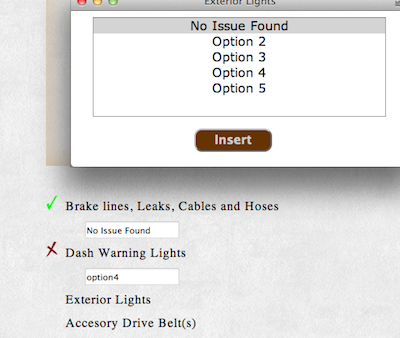 Exterior Lights
No Issue Found
Option 2
Option 3
Option 4
Option 5
Insert
Brake lines, Leaks, Cables and Hoses
No Issue Found
Dash Warning Lights
option4
Exterior Lights
Accesory Drive Belt(s)